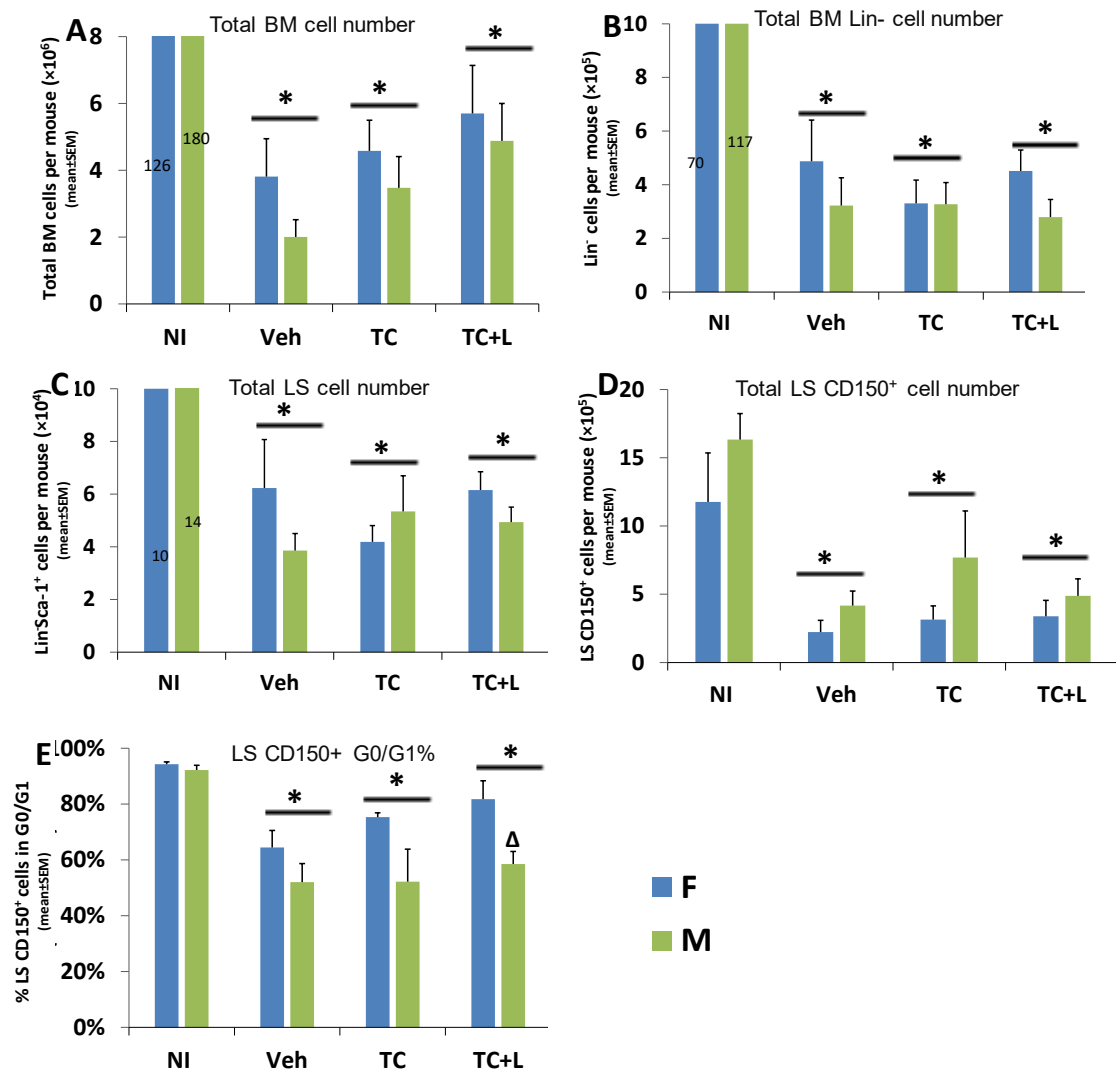 A
Total BM cell number
Total BM cells per mouse (×10⁶)
(mean±SEM)
8
6
4
2
0
126
180
*
*
*
NI
Veh
TC
TC+L
B
Total BM Lin- cell number
Lin⁻ cells per mouse (×10⁵)
(mean±SEM)
10
8
6
4
2
0
70
117
*
*
*
NI
Veh
TC
TC+L
C
Total LS cell number
Lin⁻Sca-1⁺ cells per mouse (×10⁴)
(mean±SEM)
10
8
6
4
2
0
10
14
*
*
*
NI
Veh
TC
TC+L
D
Total LS CD150⁺ cell number
LS CD150⁺ cells per mouse (×10⁵)
(mean±SEM)
20
15
10
5
0
*
*
*
NI
Veh
TC
TC+L
E
LS CD150+ G0/G1%
% LS CD150⁺ cells in G0/G1
(mean±SEM)
100%
80%
60%
40%
20%
0%
*
*
*
Δ
NI
Veh
TC
TC+L
F
M